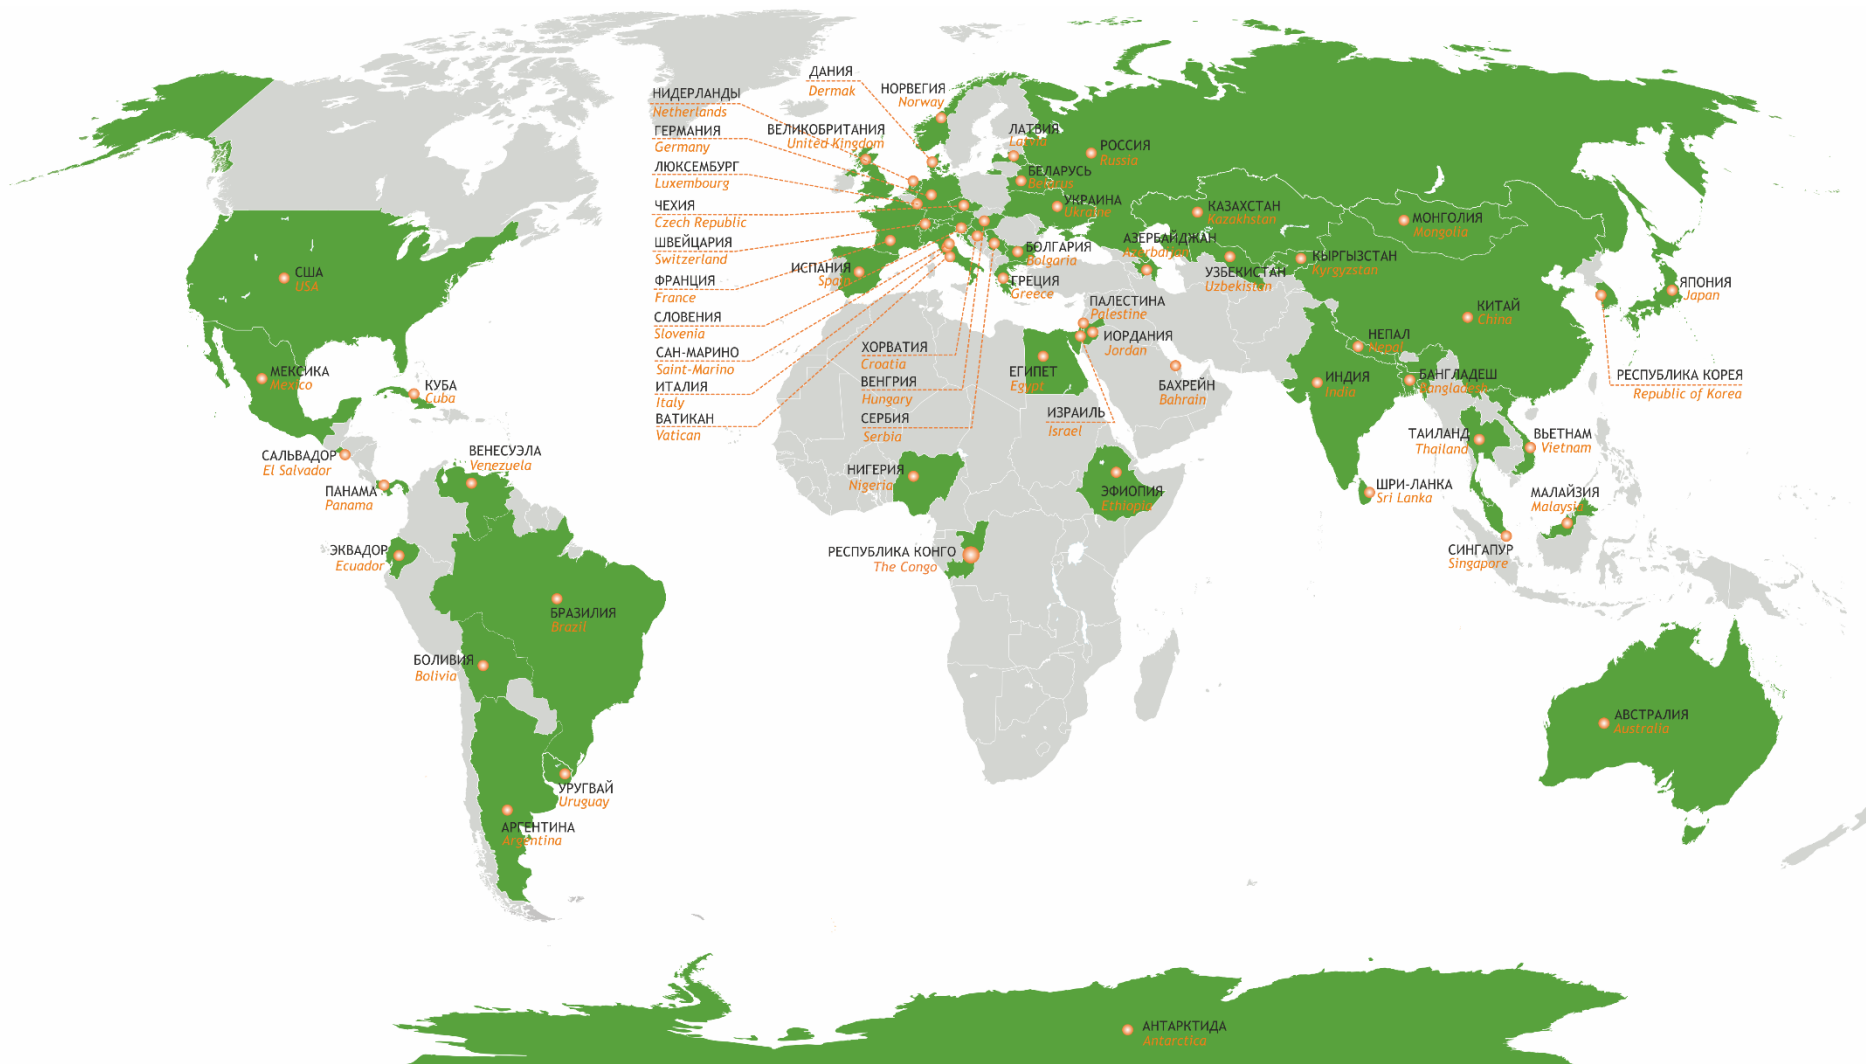 ДАНИЯ
Dermak
НИДЕРЛАНДЫ
Netherlands
НОРВЕГИЯ
Norway
ГЕРМАНИЯ
Germany
ВЕЛИКОБРИТАНИЯ
United Kingdom
ЛАТВИЯ
Latvia
РОССИЯ
Russia
ЛЮКСЕМБУРГ
Luxembourg
БЕЛАРУСЬ
Belarus
ЧЕХИЯ
Czech Republic
УКРАИНА
Ukraine
КАЗАХСТАН
Kazakhstan
МОНГОЛИЯ
Mongolia
ШВЕЙЦАРИЯ
Switzerland
АЗЕРБАЙДЖАН
Azerbaijan
БОЛГАРИЯ
Bolgaria
КЫРГЫЗСТАН
Kyrgyzstan
ИСПАНИЯ
Spain
УЗБЕКИСТАН
Uzbekistan
США
USA
ФРАНЦИЯ
France
ГРЕЦИЯ
Greece
ЯПОНИЯ
Japan
ПАЛЕСТИНА
Palestine
КИТАЙ
China
СЛОВЕНИЯ
Slovenia
ИОРДАНИЯ
Jordan
НЕПАЛ
Nepal
САН-МАРИНО
Saint-Marino
ХОРВАТИЯ
Croatia
МЕКСИКА
Mexico
ЕГИПЕТ
Egypt
ИНДИЯ
India
БАНГЛАДЕШ
Bangladesh
РЕСПУБЛИКА КОРЕЯ
Republic of Korea
КУБА
Cuba
ИТАЛИЯ
Italy
ВЕНГРИЯ
Hungary
БАХРЕЙН
Bahrain
ВАТИКАН
Vatican
СЕРБИЯ
Serbia
ИЗРАИЛЬ
Israel
ТАИЛАНД
Thailand
ВЬЕТНАМ
Vietnam
САЛЬВАДОР
El Salvador
ВЕНЕСУЭЛА
Venezuela
НИГЕРИЯ
Nigeria
ЭФИОПИЯ
Ethiopia
ШРИ-ЛАНКА
Sri Lanka
ПАНАМА
Panama
МАЛАЙЗИЯ
Malaysia
ЭКВАДОР
Ecuador
РЕСПУБЛИКА КОНГО
The Congo
СИНГАПУР
Singapore
БРАЗИЛИЯ
Brazil
БОЛИВИЯ
Bolivia
АВСТРАЛИЯ
Australia
УРУГВАЙ
Uruguay
АРГЕНТИНА
Argentina
АНТАРКТИДА
Antarctica